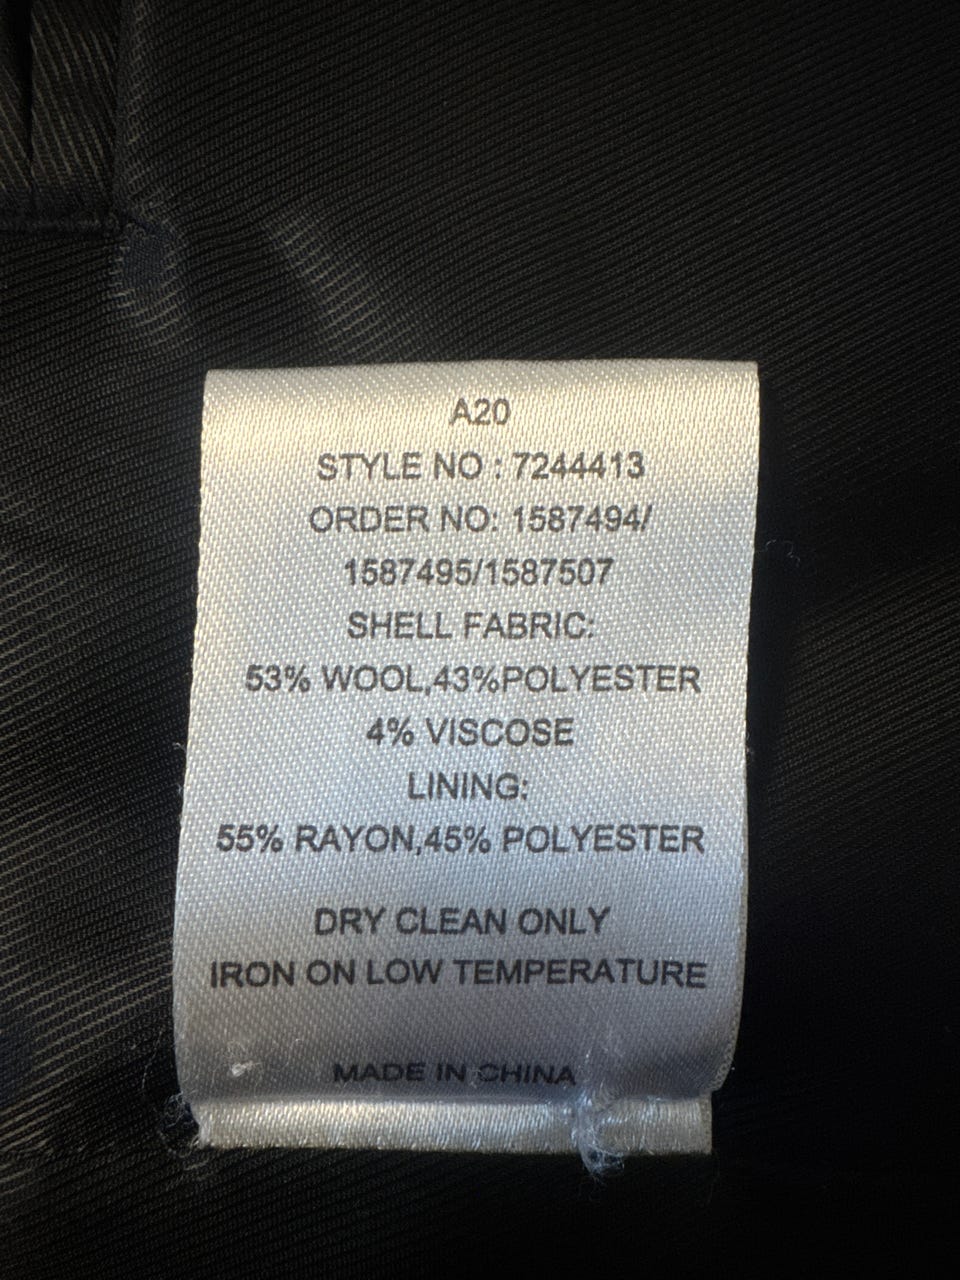 A20
STYLE NO : 7244413
ORDER NO: 1587494/
1587495/1587507
SHELL FABRIC:
53% WOOL,43%POLYESTER
4% VISCOSE
LINING:
55% RAYON,45% POLYESTER
DRY CLEAN ONLY
IRON ON LOW TEMPERATURE
MADE IN CHINA